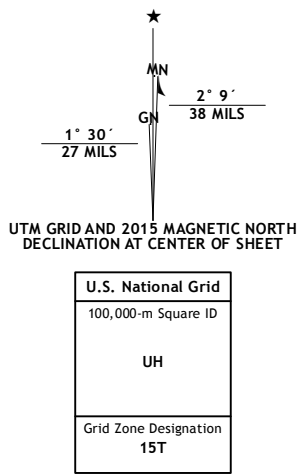 MN
GN
2° 9´
38 MILS
1° 30´
27 MILS
UTM GRID AND 2015 MAGNETIC NORTH
DECLINATION AT CENTER OF SHEET
U.S. National Grid
100,000-m Square ID
UH
Grid Zone Designation
15T